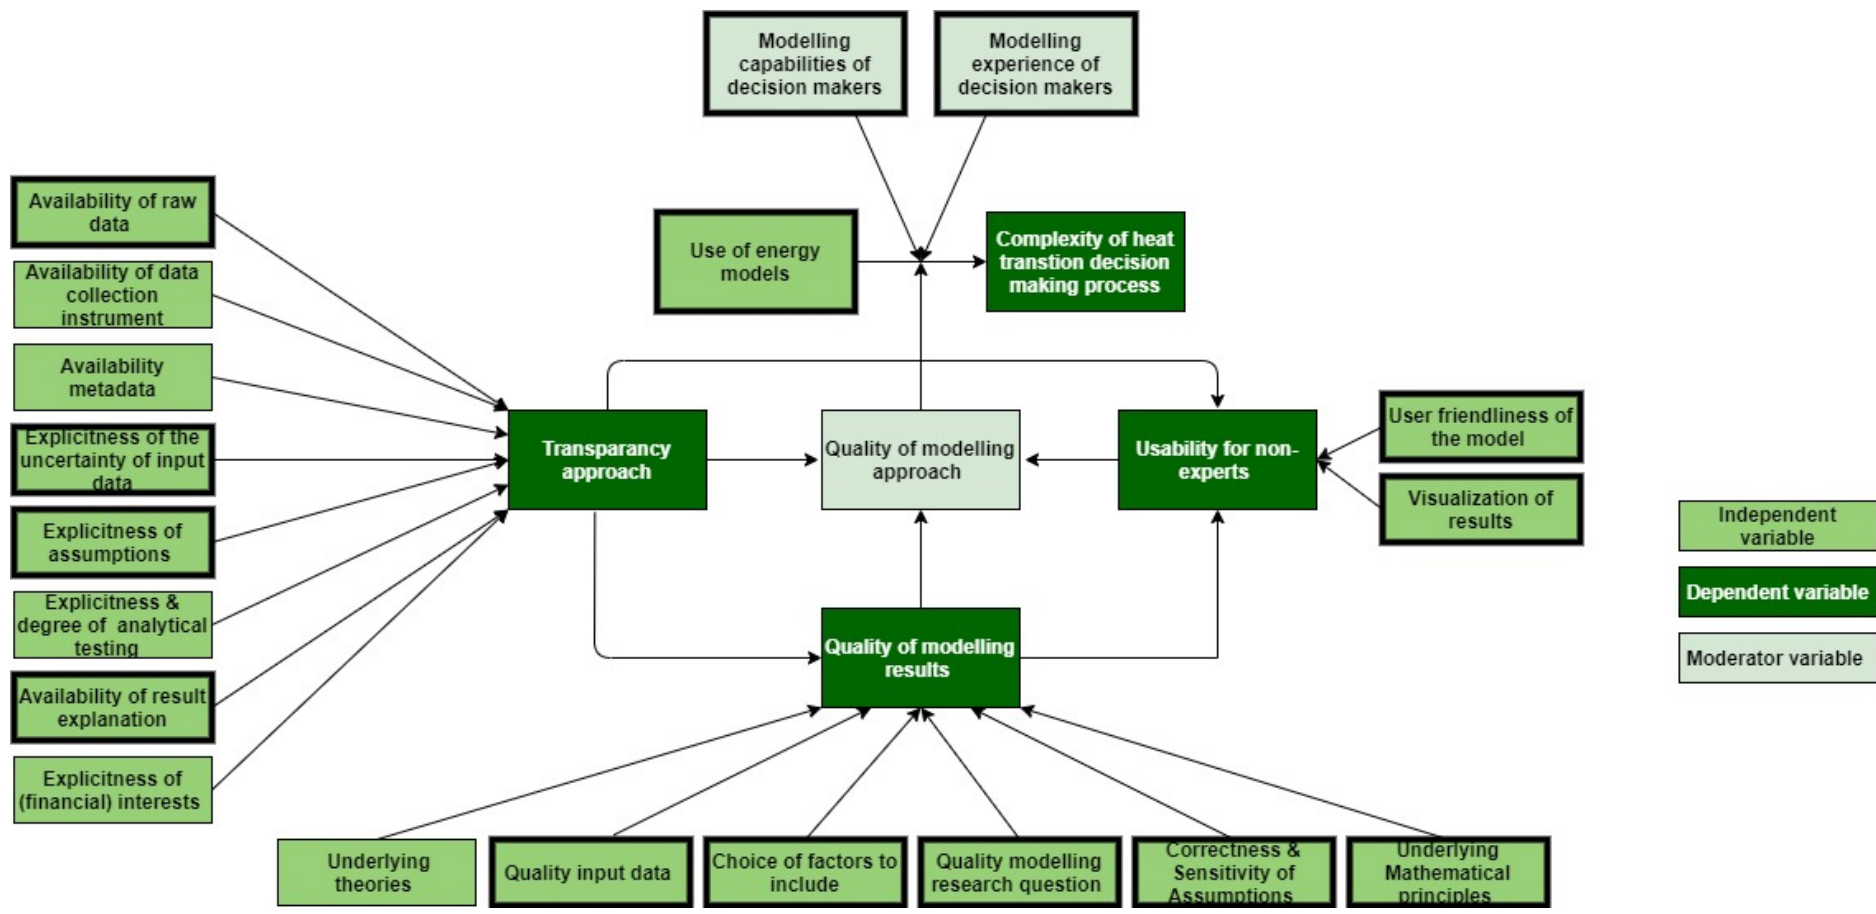 Modelling
capabilities of
decision makers
Modelling
experience of
decision makers
Availability of raw
data
Availability of data
collection
instrument
Availability
metadata
Explicitness of the
uncertainty of input
data
Explicitness of
assumptions
Explicitness &
degree of analytical
testing
Availability of result
explanation
Explicitness of
(financial) interests
Use of energy
models
Complexity of heat
transtion decision
making process
Transparancy
approach
Quality of modelling
approach
Usability for non-
experts
User friendliness of
the model
Visualization of
results
Quality of modelling
results
Underlying
theories
Quality input data
Choice of factors to
include
Quality modelling
research question
Correctness &
Sensitivity of
Assumptions
Underlying
Mathematical
principles
Independent
variable
Dependent variable
Moderator variable